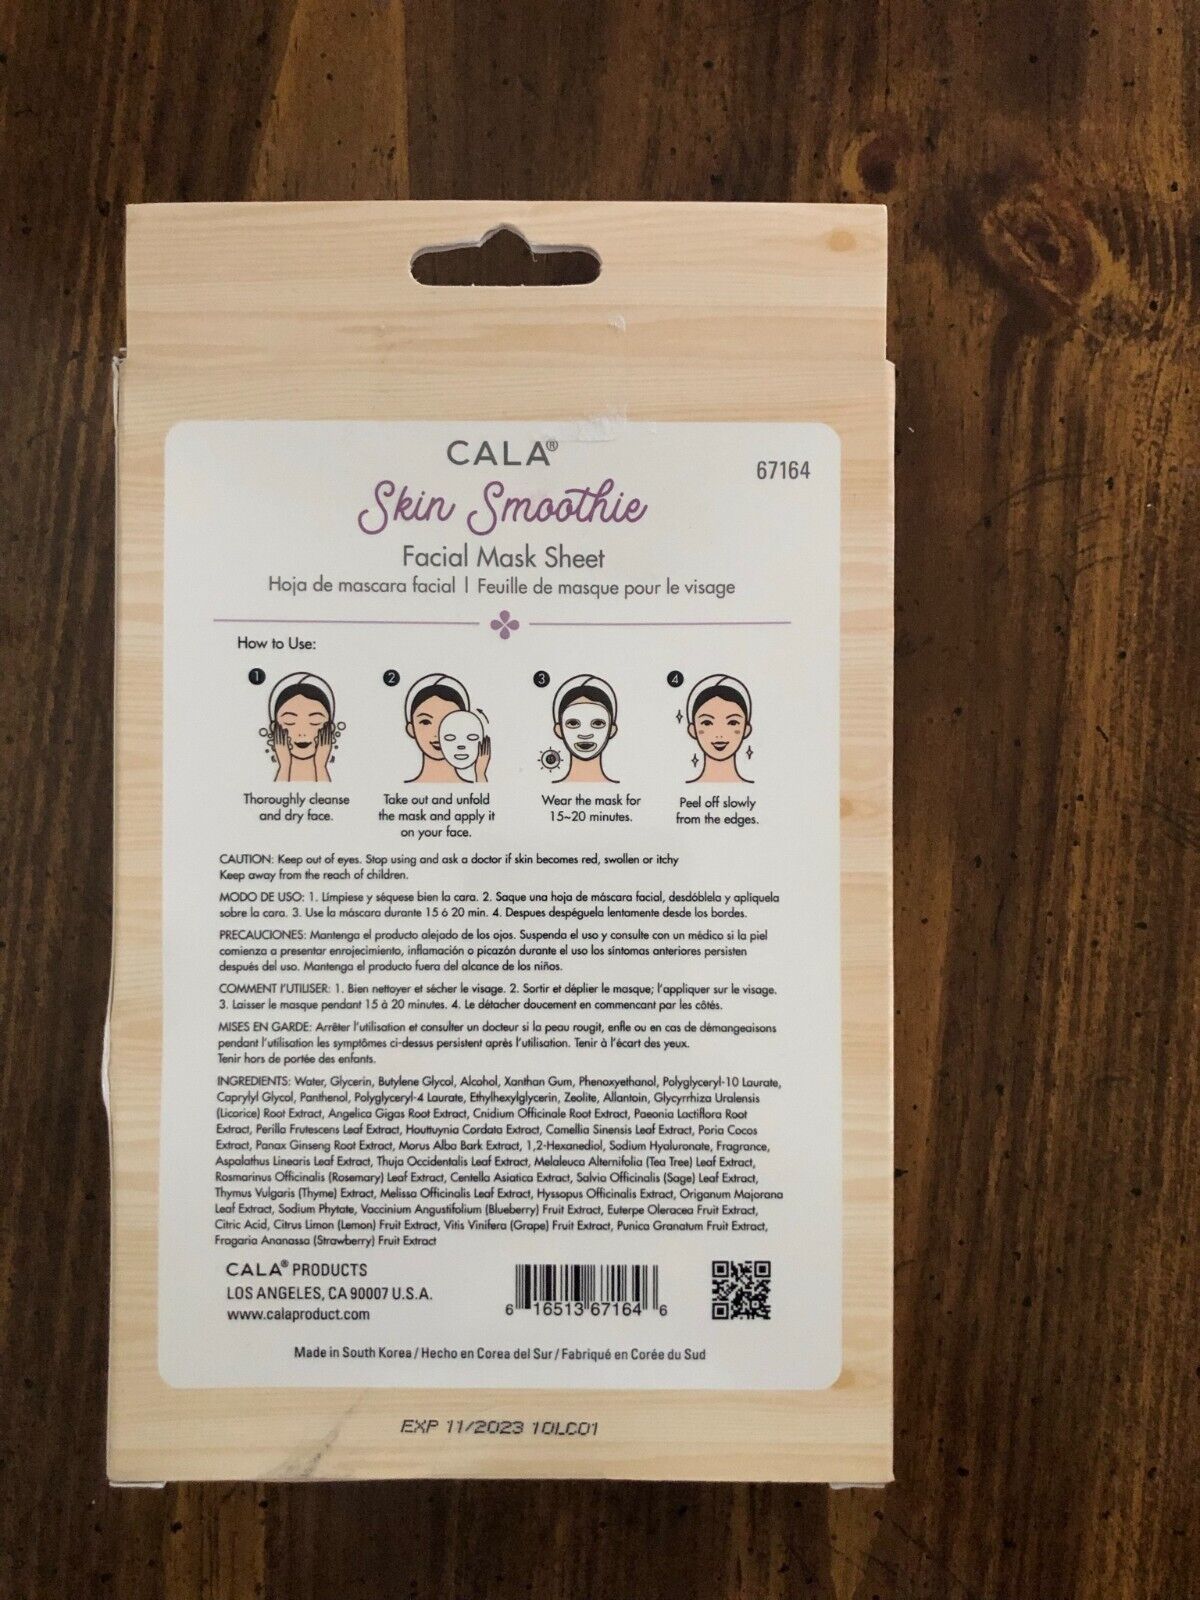 CALA®
67164
Skin Smoothie
Facial Mask Sheet
Hoja de mascara facial | Feuille de masque pour le visage
How to Use:
1
2
3
4
Thoroughly cleanse
and dry face.
Take out and unfold
the mask and apply it
on your face.
Wear the mask for
15~20 minutes.
Peel off slowly
from the edges.
CAUTION: Keep out of eyes. Stop using and ask a doctor if skin becomes red, swollen or itchy
Keep away from the reach of children.
MODO DE USO: 1. Límpiese y séquese bien la cara. 2. Saque una hoja de máscara facial, desdóblela y aplíquela
sobre la cara. 3. Use la máscara durante 15 ó 20 min. 4. Despues despéguela lentamente desde los bordes.
PRECAUCIONES: Mantenga el producto alejado de los ojos. Suspenda el uso y consulte con un médico si la piel
comienza a presentar enrojecimiento, inflamación o picazón durante el uso los síntomas anteriores persisten
después del uso. Mantenga el producto fuera del alcance de los niños.
COMMENT l'UTILISER: 1. Bien nettoyer et sécher le visage. 2. Sortir et déplier le masque; l'appliquer sur le visage.
3. Laisser le masque pendant 15 à 20 minutes. 4. Le détacher doucement en commencant par les côtés.
MISES EN GARDE: Arrêter l'utilisation et consulter un docteur si la peau rougit, enfle ou en cas de démangeaisons
pendant l'utilisation les symptômes ci-dessus persistent après l'utilisation. Tenir à l'écart des yeux.
Tenir hors de portée des enfants.
INGREDIENTS: Water, Glycerin, Butylene Glycol, Alcohol, Xanthan Gum, Phenoxyethanol, Polyglyceryl-10 Laurate,
Caprylyl Glycol, Panthenol, Polyglyceryl-4 Laurate, Ethylhexylglycerin, Zeolite, Allantoin, Glycyrrhiza Uralensis
(Licorice) Root Extract, Angelica Gigas Root Extract, Cnidium Officinale Root Extract, Paeonia Lactiflora Root
Extract, Perilla Frutescens Leaf Extract, Houttuynia Cordata Extract, Camellia Sinensis Leaf Extract, Poria Cocos
Extract, Panax Ginseng Root Extract, Morus Alba Bark Extract, 1,2-Hexanediol, Sodium Hyaluronate, Fragrance,
Aspalathus Linearis Leaf Extract, Thuja Occidentalis Leaf Extract, Melaleuca Alternifolia (Tea Tree) Leaf Extract,
Rosmarinus Officinalis (Rosemary) Leaf Extract, Centella Asiatica Extract, Salvia Officinalis (Sage) Leaf Extract,
Thymus Vulgaris (Thyme) Extract, Melissa Officinalis Leaf Extract, Hyssopus Officinalis Extract, Origanum Majorana
Leaf Extract, Sodium Phytate, Vaccinium Angustifolium (Blueberry) Fruit Extract, Euterpe Oleracea Fruit Extract,
Citric Acid, Citrus Limon (Lemon) Fruit Extract, Vitis Vinifera (Grape) Fruit Extract, Punica Granatum Fruit Extract,
Fragaria Ananassa (Strawberry) Fruit Extract
CALA® PRODUCTS
LOS ANGELES, CA 90007 U.S.A.
www.calaproduct.com
6 16513 67164 6
Made in South Korea / Hecho en Corea del Sur / Fabriqué en Corée du Sud
EXP 11/2023 10LC01